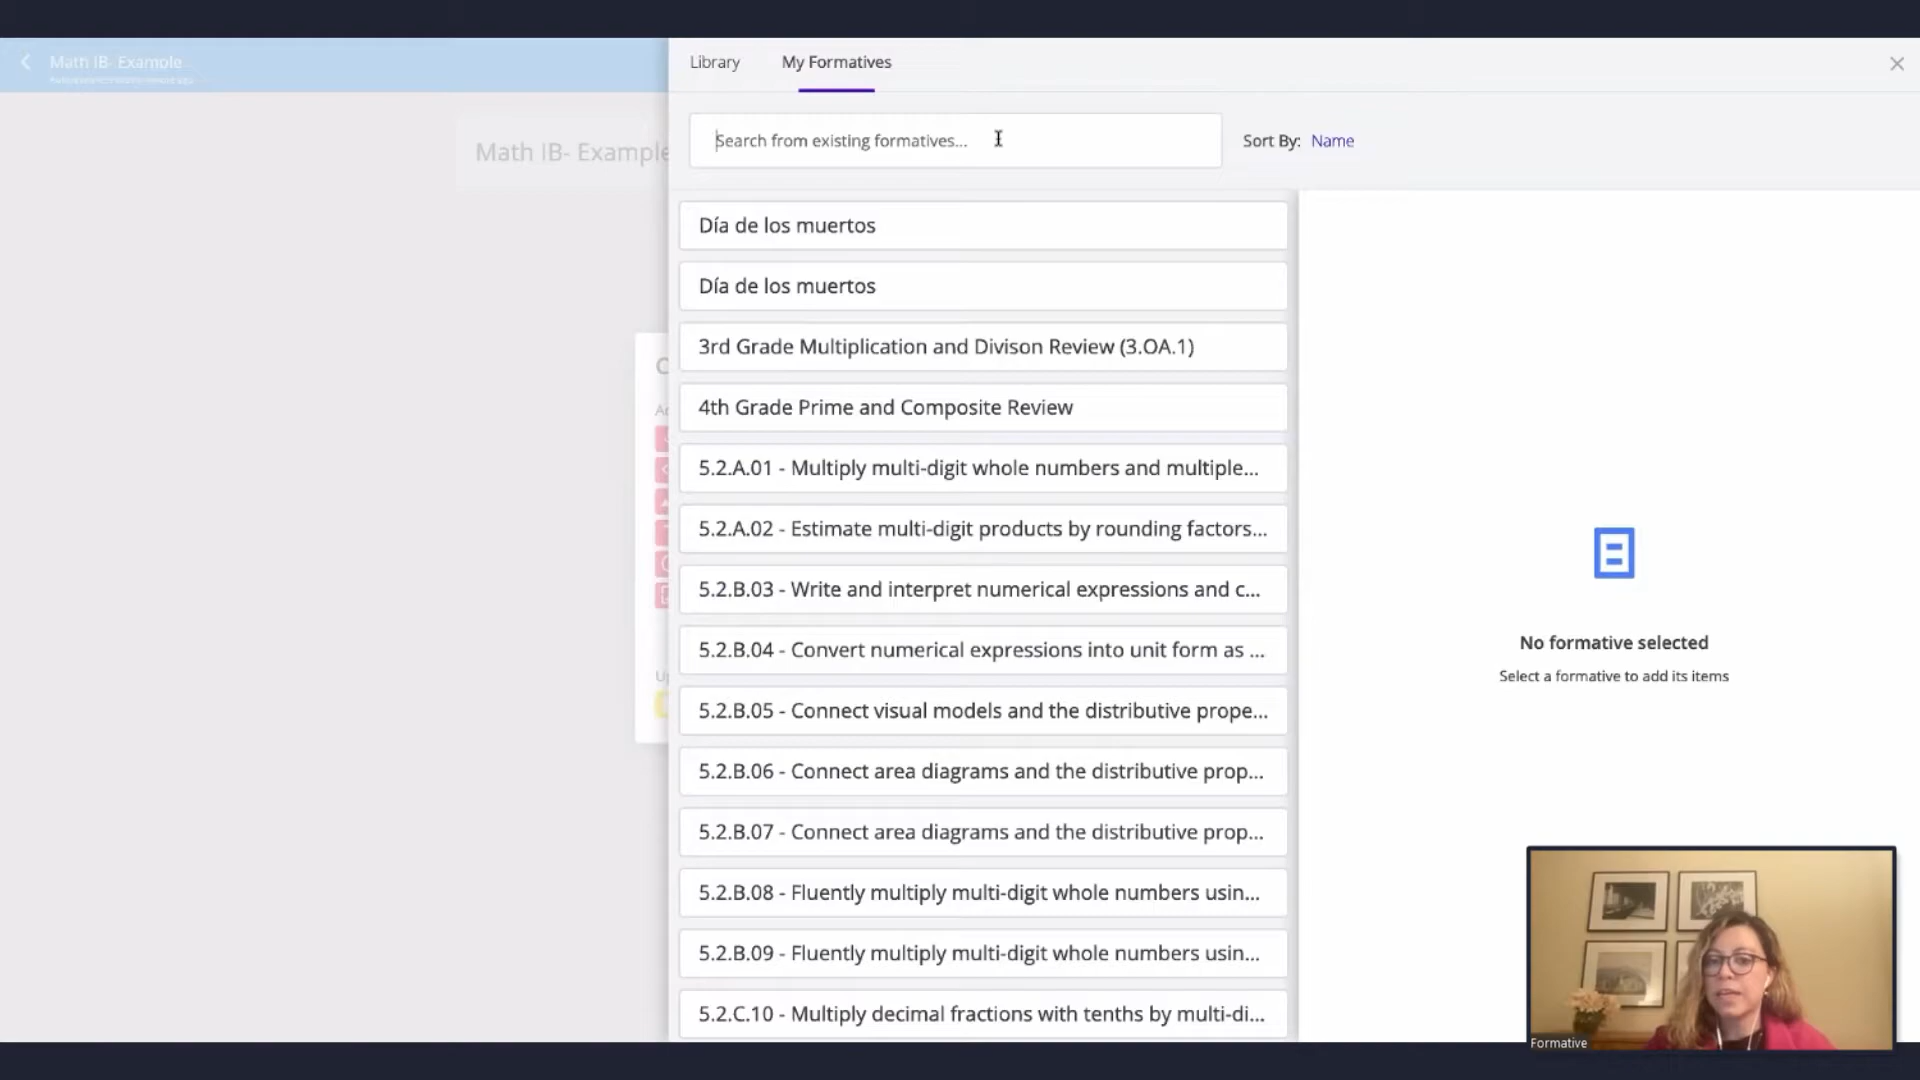 Math IB- Example
Library
My Formatives
Search from existing formatives...
Sort By: Name
Math IB- Example
Día de los muertos
Día de los muertos
3rd Grade Multiplication and Divison Review (3.OA.1)
4th Grade Prime and Composite Review
5.2.A.01 - Multiply multi-digit whole numbers and multiple...
5.2.A.02 - Estimate multi-digit products by rounding factors...
5.2.B.03 - Write and interpret numerical expressions and c...
5.2.B.04 - Convert numerical expressions into unit form as ...
5.2.B.05 - Connect visual models and the distributive prope...
5.2.B.06 - Connect area diagrams and the distributive prop...
5.2.B.07 - Connect area diagrams and the distributive prop...
5.2.B.08 - Fluently multiply multi-digit whole numbers usin...
5.2.B.09 - Fluently multiply multi-digit whole numbers usin...
5.2.C.10 - Multiply decimal fractions with tenths by multi-di...
No formative selected
Select a formative to add its items
Formative